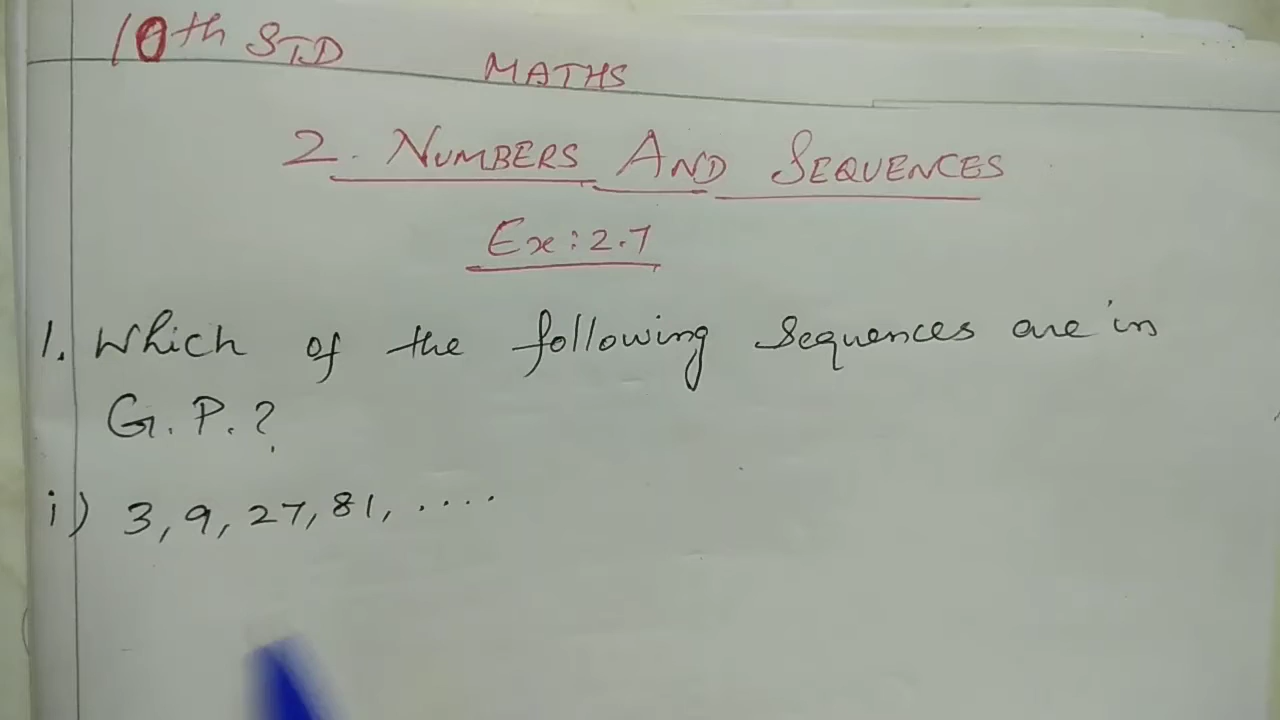 10th STD
MATHS
2. NUMBERS AND SEQUENCES
Ex: 2.7
1. Which of the following Sequences are in
G.P.?
i) 3, 9, 27, 81, ....